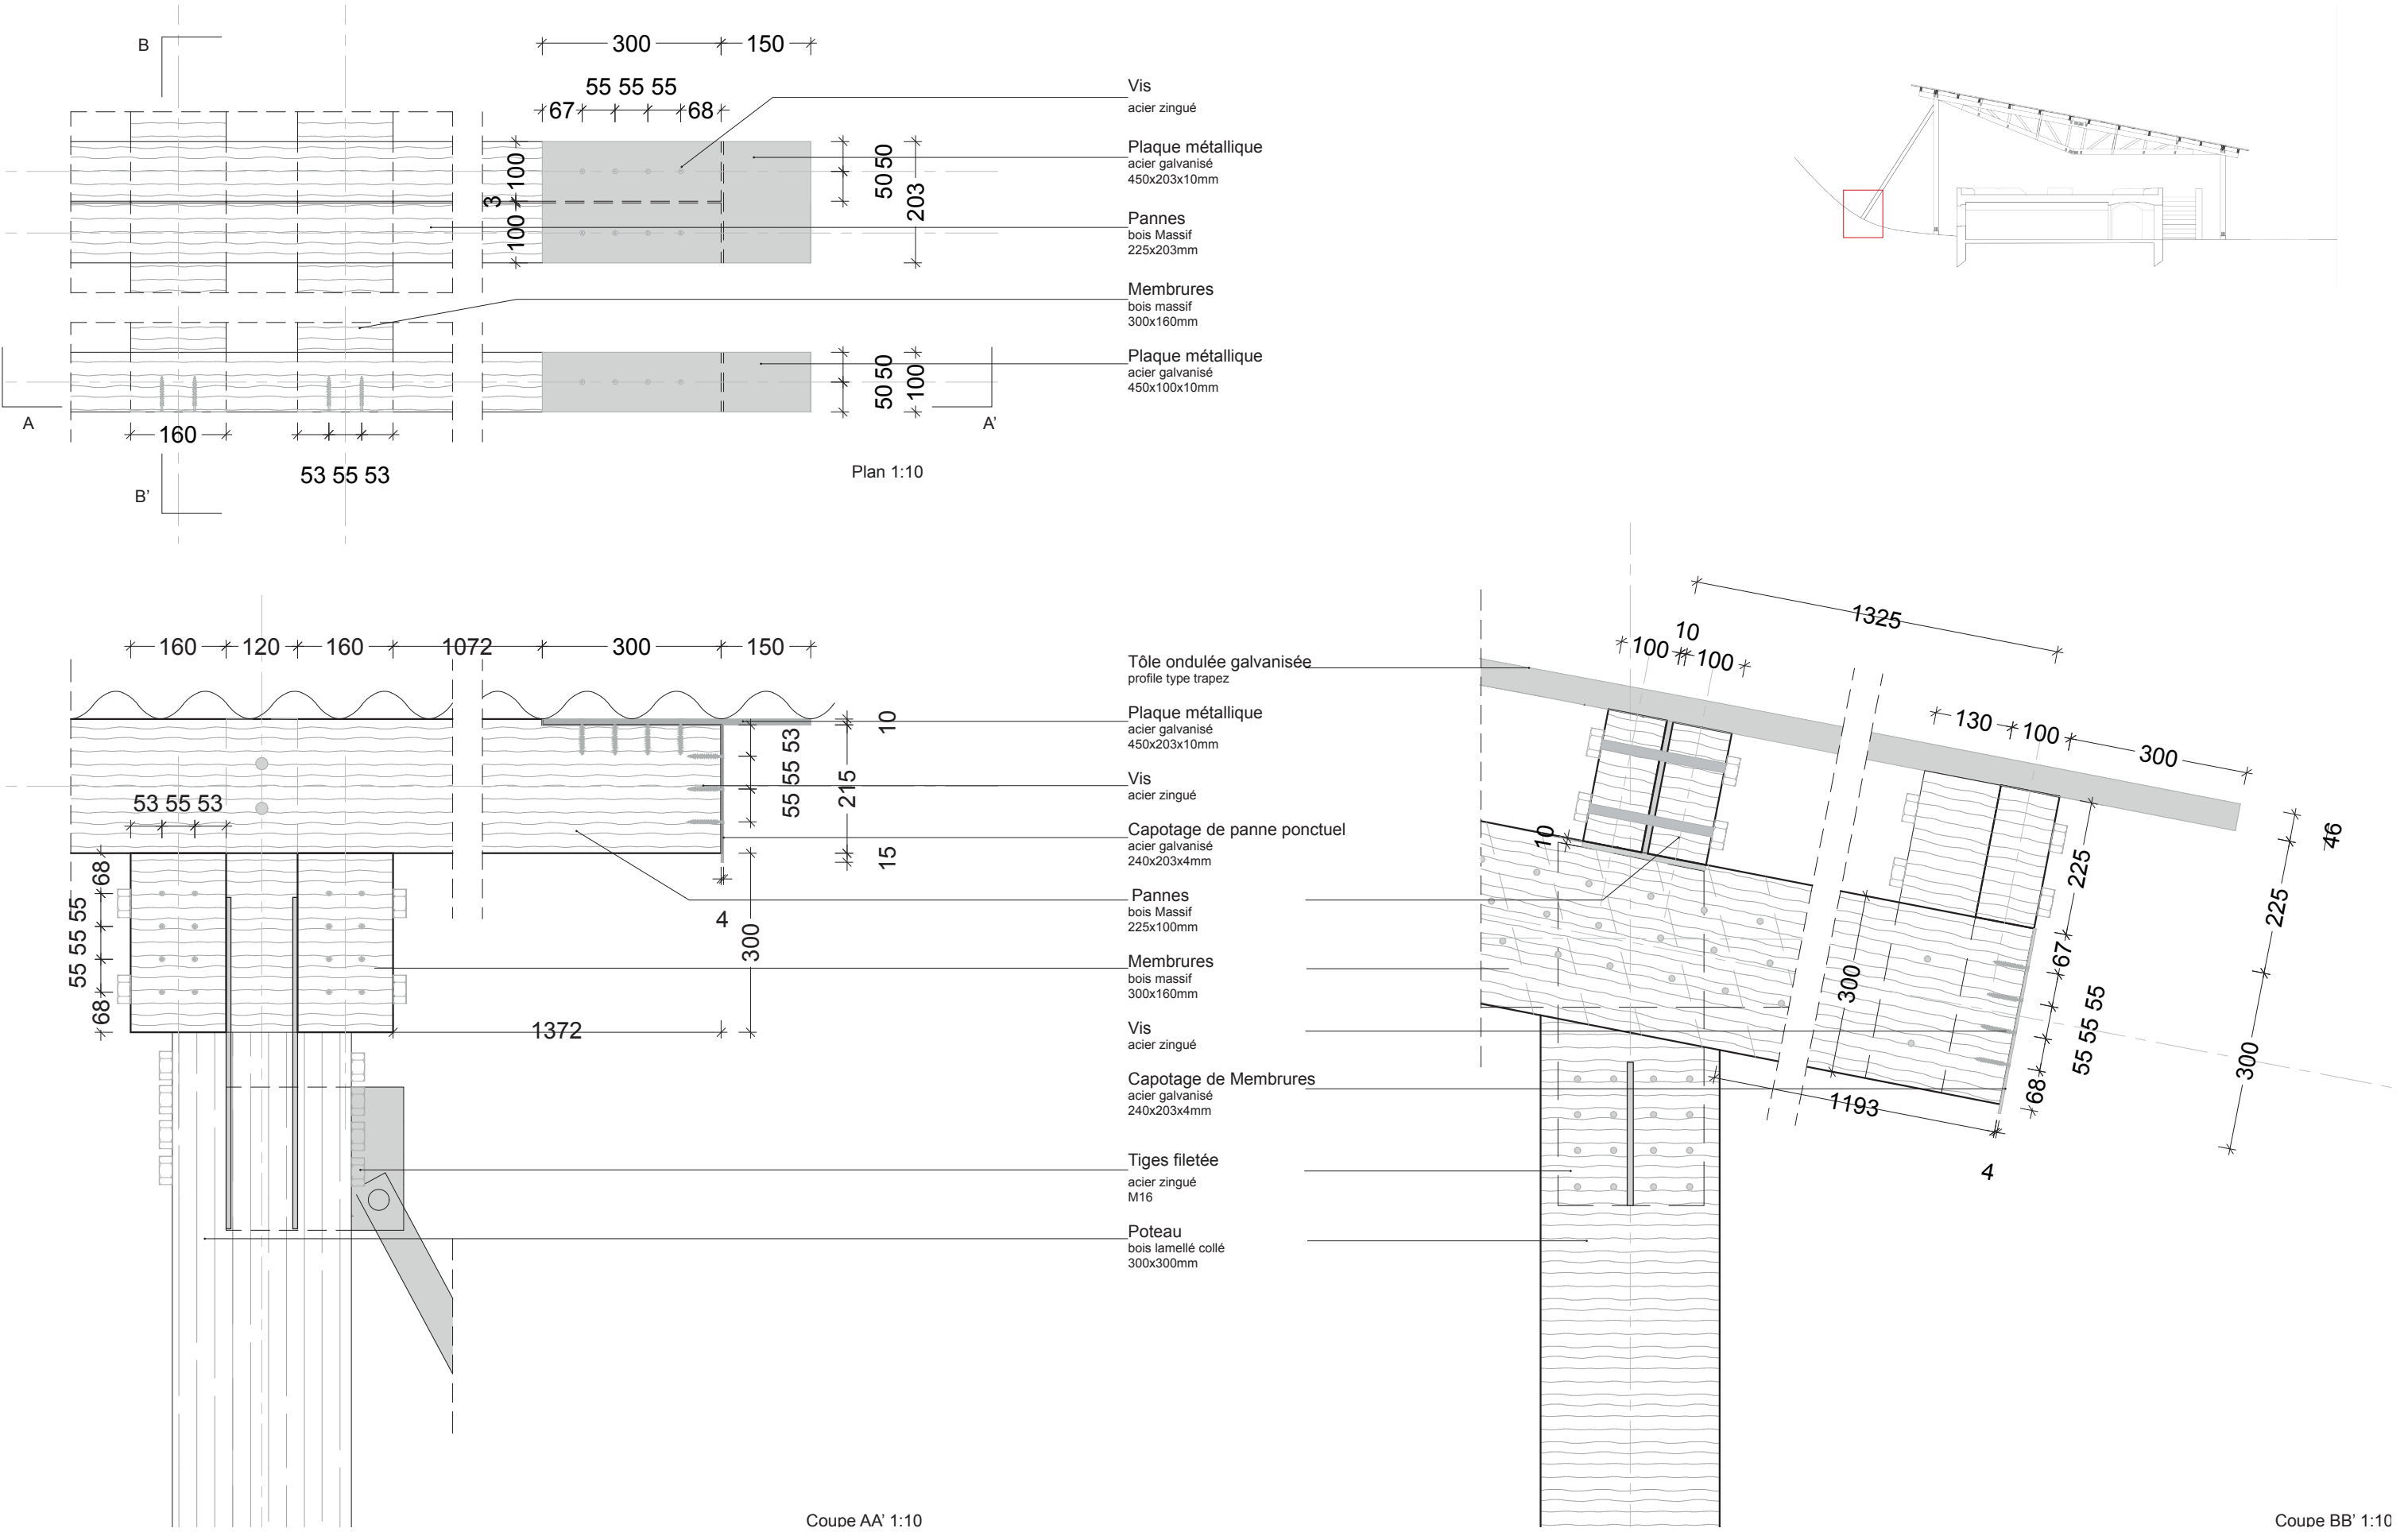 B
300
150
55 55 55
67
68
100
3
100
50 50
203
50 50
100
A
A'
160
53 55 53
B'
Plan 1:10
Vis
acier zingué
Plaque métallique
acier galvanisé
450x203x10mm
Pannes
bois Massif
225x203mm
Membrures
bois massif
300x160mm
Plaque métallique
acier galvanisé
450x100x10mm
160
120
160
1072
300
150
10
55 55 53
215
15
53 55 53
68
55 55 55
68
4
300
1372
Coupe AA' 1:10
Tôle ondulée galvanisée
profile type trapez
Plaque métallique
acier galvanisé
450x203x10mm
Vis
acier zingué
Capotage de panne ponctuel
acier galvanisé
240x203x4mm
Pannes
bois Massif
225x100mm
Membrures
bois massif
300x160mm
Vis
acier zingué
Capotage de Membrures
acier galvanisé
240x203x4mm
Tiges filetée
acier zingué
M16
Poteau
bois lamellé collé
300x300mm
1325
10
100
100
130
100
300
10
46
225
225
67
300
55 55 55
300
68
1193
4
Coupe BB' 1:10